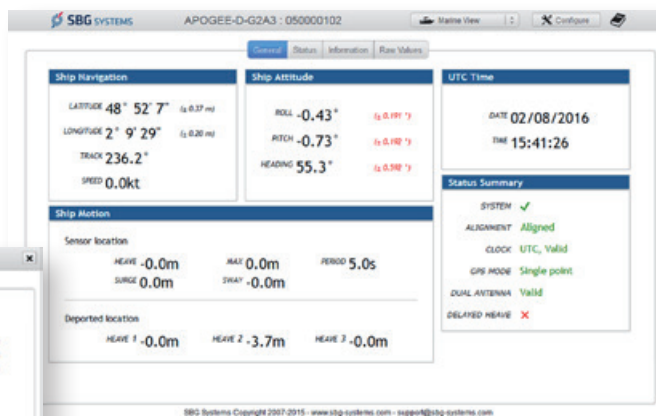 SBG SYSTEMS
APOGEE-D-G2A3 : 050000102
Marine View
Configure
General Status Information Raw Values
Ship Navigation
LATITUDE 48° 52' 7" (± 0.37 m)
LONGITUDE 2° 9' 29" (± 0.20 m)
TRACK 236.2°
SPEED 0.0kt
Ship Attitude
ROLL -0.43° (± 0.191 °)
PITCH -0.73° (± 0.192 °)
HEADING 55.3° (± 0.592 °)
UTC Time
DATE 02/08/2016
TIME 15:41:26
Ship Motion
Sensor location
HEAVE -0.0m MAX 0.0m PERIOD 5.0s
SURGE 0.0m SWAY -0.0m
Deported location
HEAVE 1 -0.0m HEAVE 2 -3.7m HEAVE 3 -0.0m
Status Summary
SYSTEM ✓
ALIGNMENT Aligned
CLOCK UTC, Valid
GPS MODE Single point
DUAL ANTENNA Valid
DELAYED HEAVE ✗
SBG Systems Copyright 2007-2015 - www.sbg-systems.com - support@sbg-systems.com